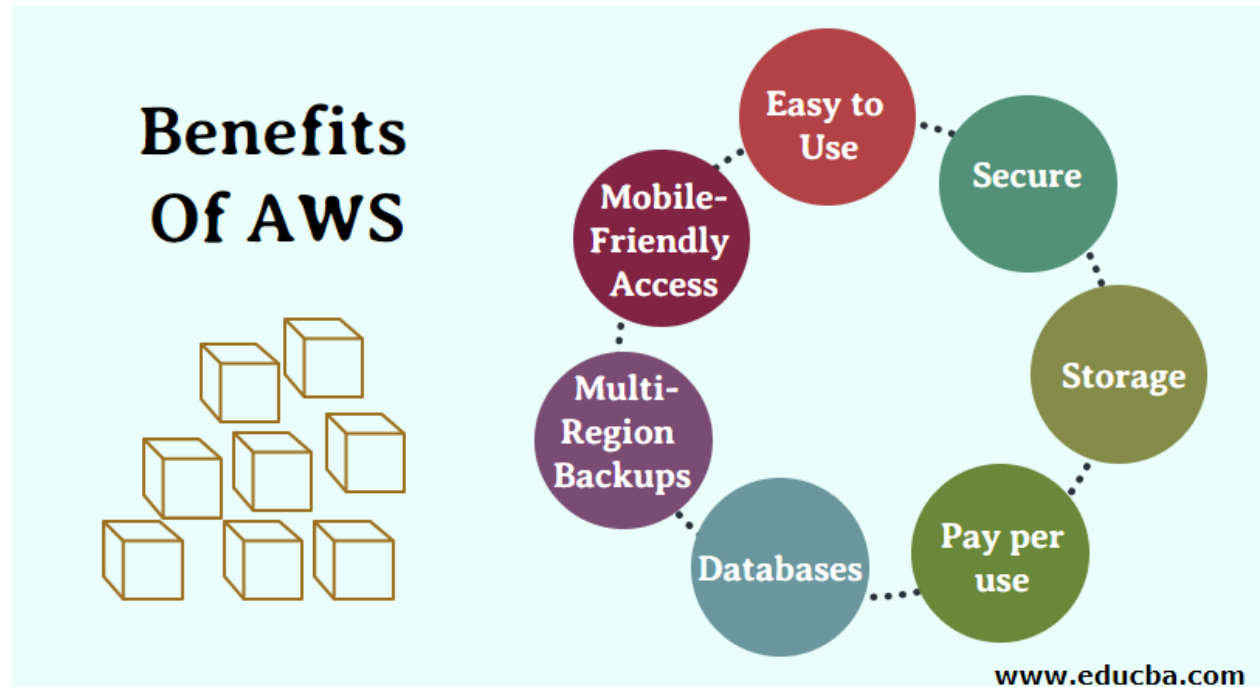 Benefits
Of AWS
Easy to
Use
Secure
Storage
Pay per
use
Databases
Multi-
Region
Backups
Mobile-
Friendly
Access
www.educba.com